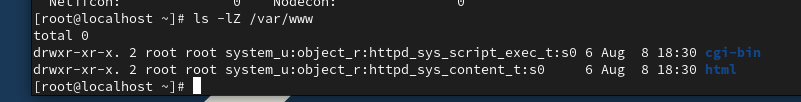 Netifcon: 0 Nodecon: 0
[root@localhost ~]# ls -lZ /var/www
total 0
drwxr-xr-x. 2 root root system_u:object_r:httpd_sys_script_exec_t:s0 6 Aug  8 18:30 cgi-bin
drwxr-xr-x. 2 root root system_u:object_r:httpd_sys_content_t:s0     6 Aug  8 18:30 html
[root@localhost ~]#